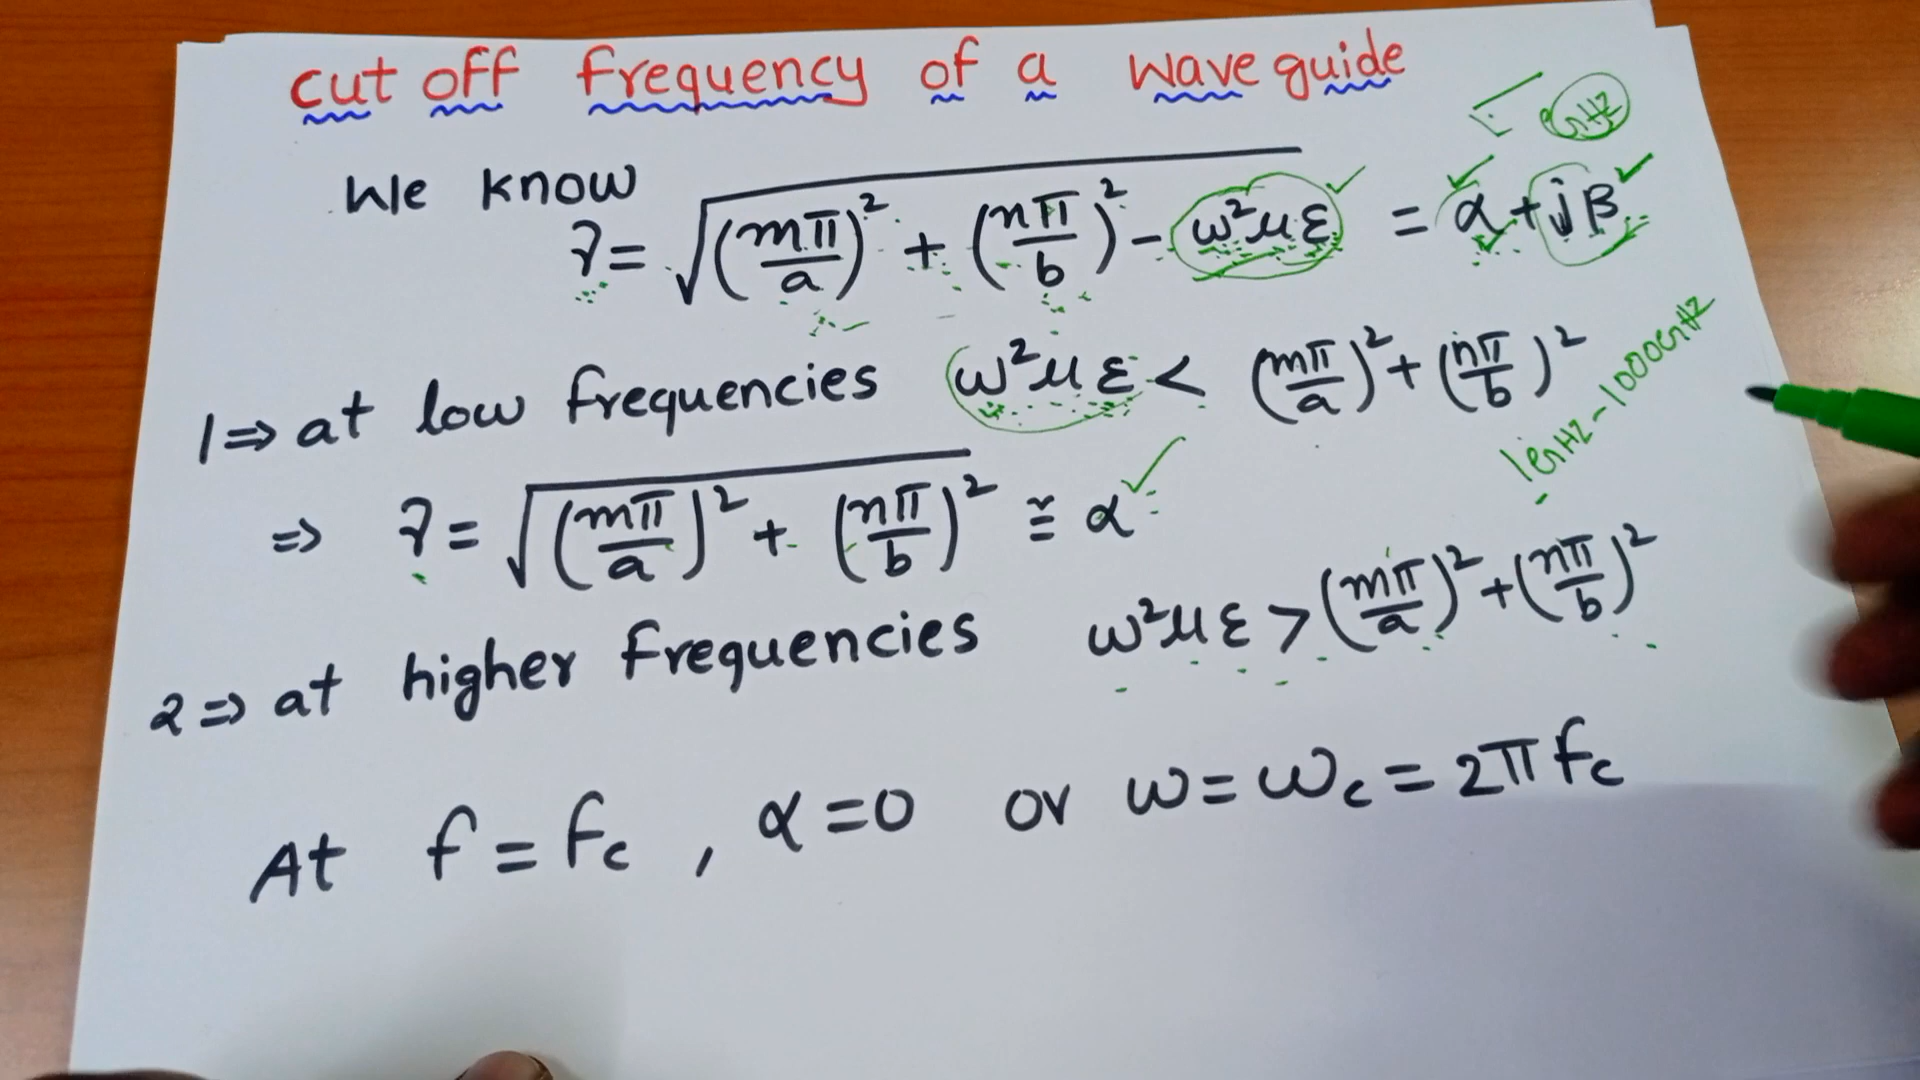 cut off frequency of a wave guide
GHz
We know
γ = √((mπ/a)² + (nπ/b)² - ω²με) = α + jβ
1 ⇒ at low frequencies ω²με < (mπ/a)² + (nπ/b)²
1GHz - 1000GHz
⇒ γ = √((mπ/a)² + (nπ/b)²) ≅ α
2 ⇒ at higher frequencies ω²με > (mπ/a)² + (nπ/b)²
At f = fc , α = 0 or ω = ωc = 2πfc